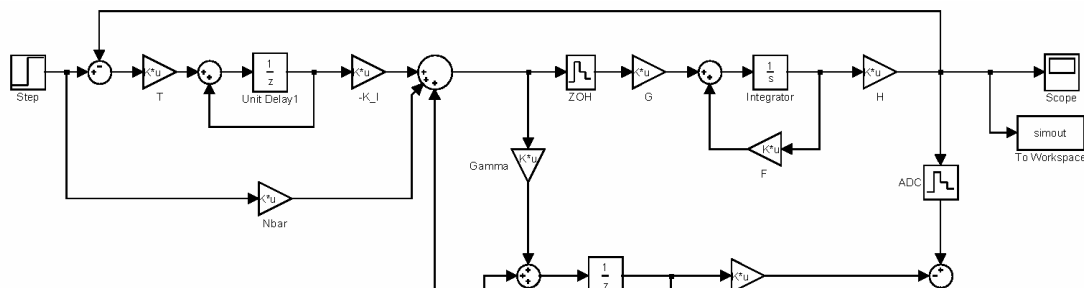 Step
K*u
T
1
z
Unit Delay1
K*u
-K_I
ZOH
K*u
G
1
s
Integrator
K*u
H
Scope
simout
To Workspace
K*u
F
K*u
Gamma
ADC
K*u
Nbar
1
z
K*u